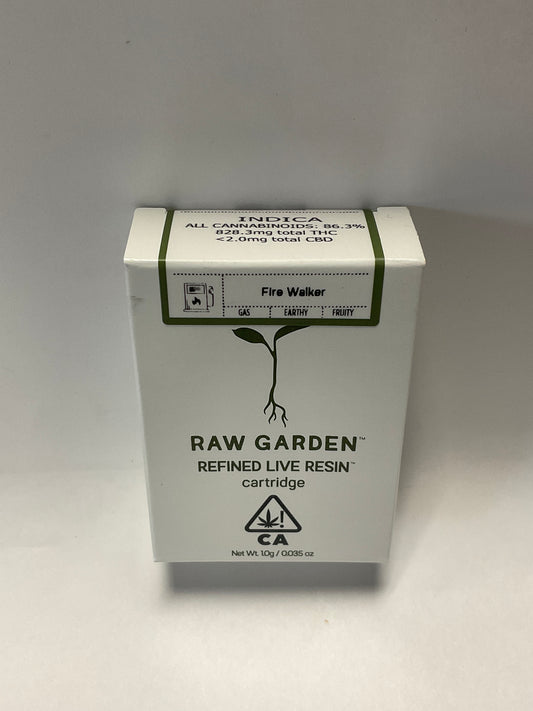 INDICA
ALL CANNABINOIDS: 86.3%
828.3mg total THC
<2.0mg total CBD
Fire Walker
GAS EARTHY FRUITY
RAW GARDEN™
REFINED LIVE RESIN™
cartridge
!
CA
Net Wt. 1.0g / 0.035 oz